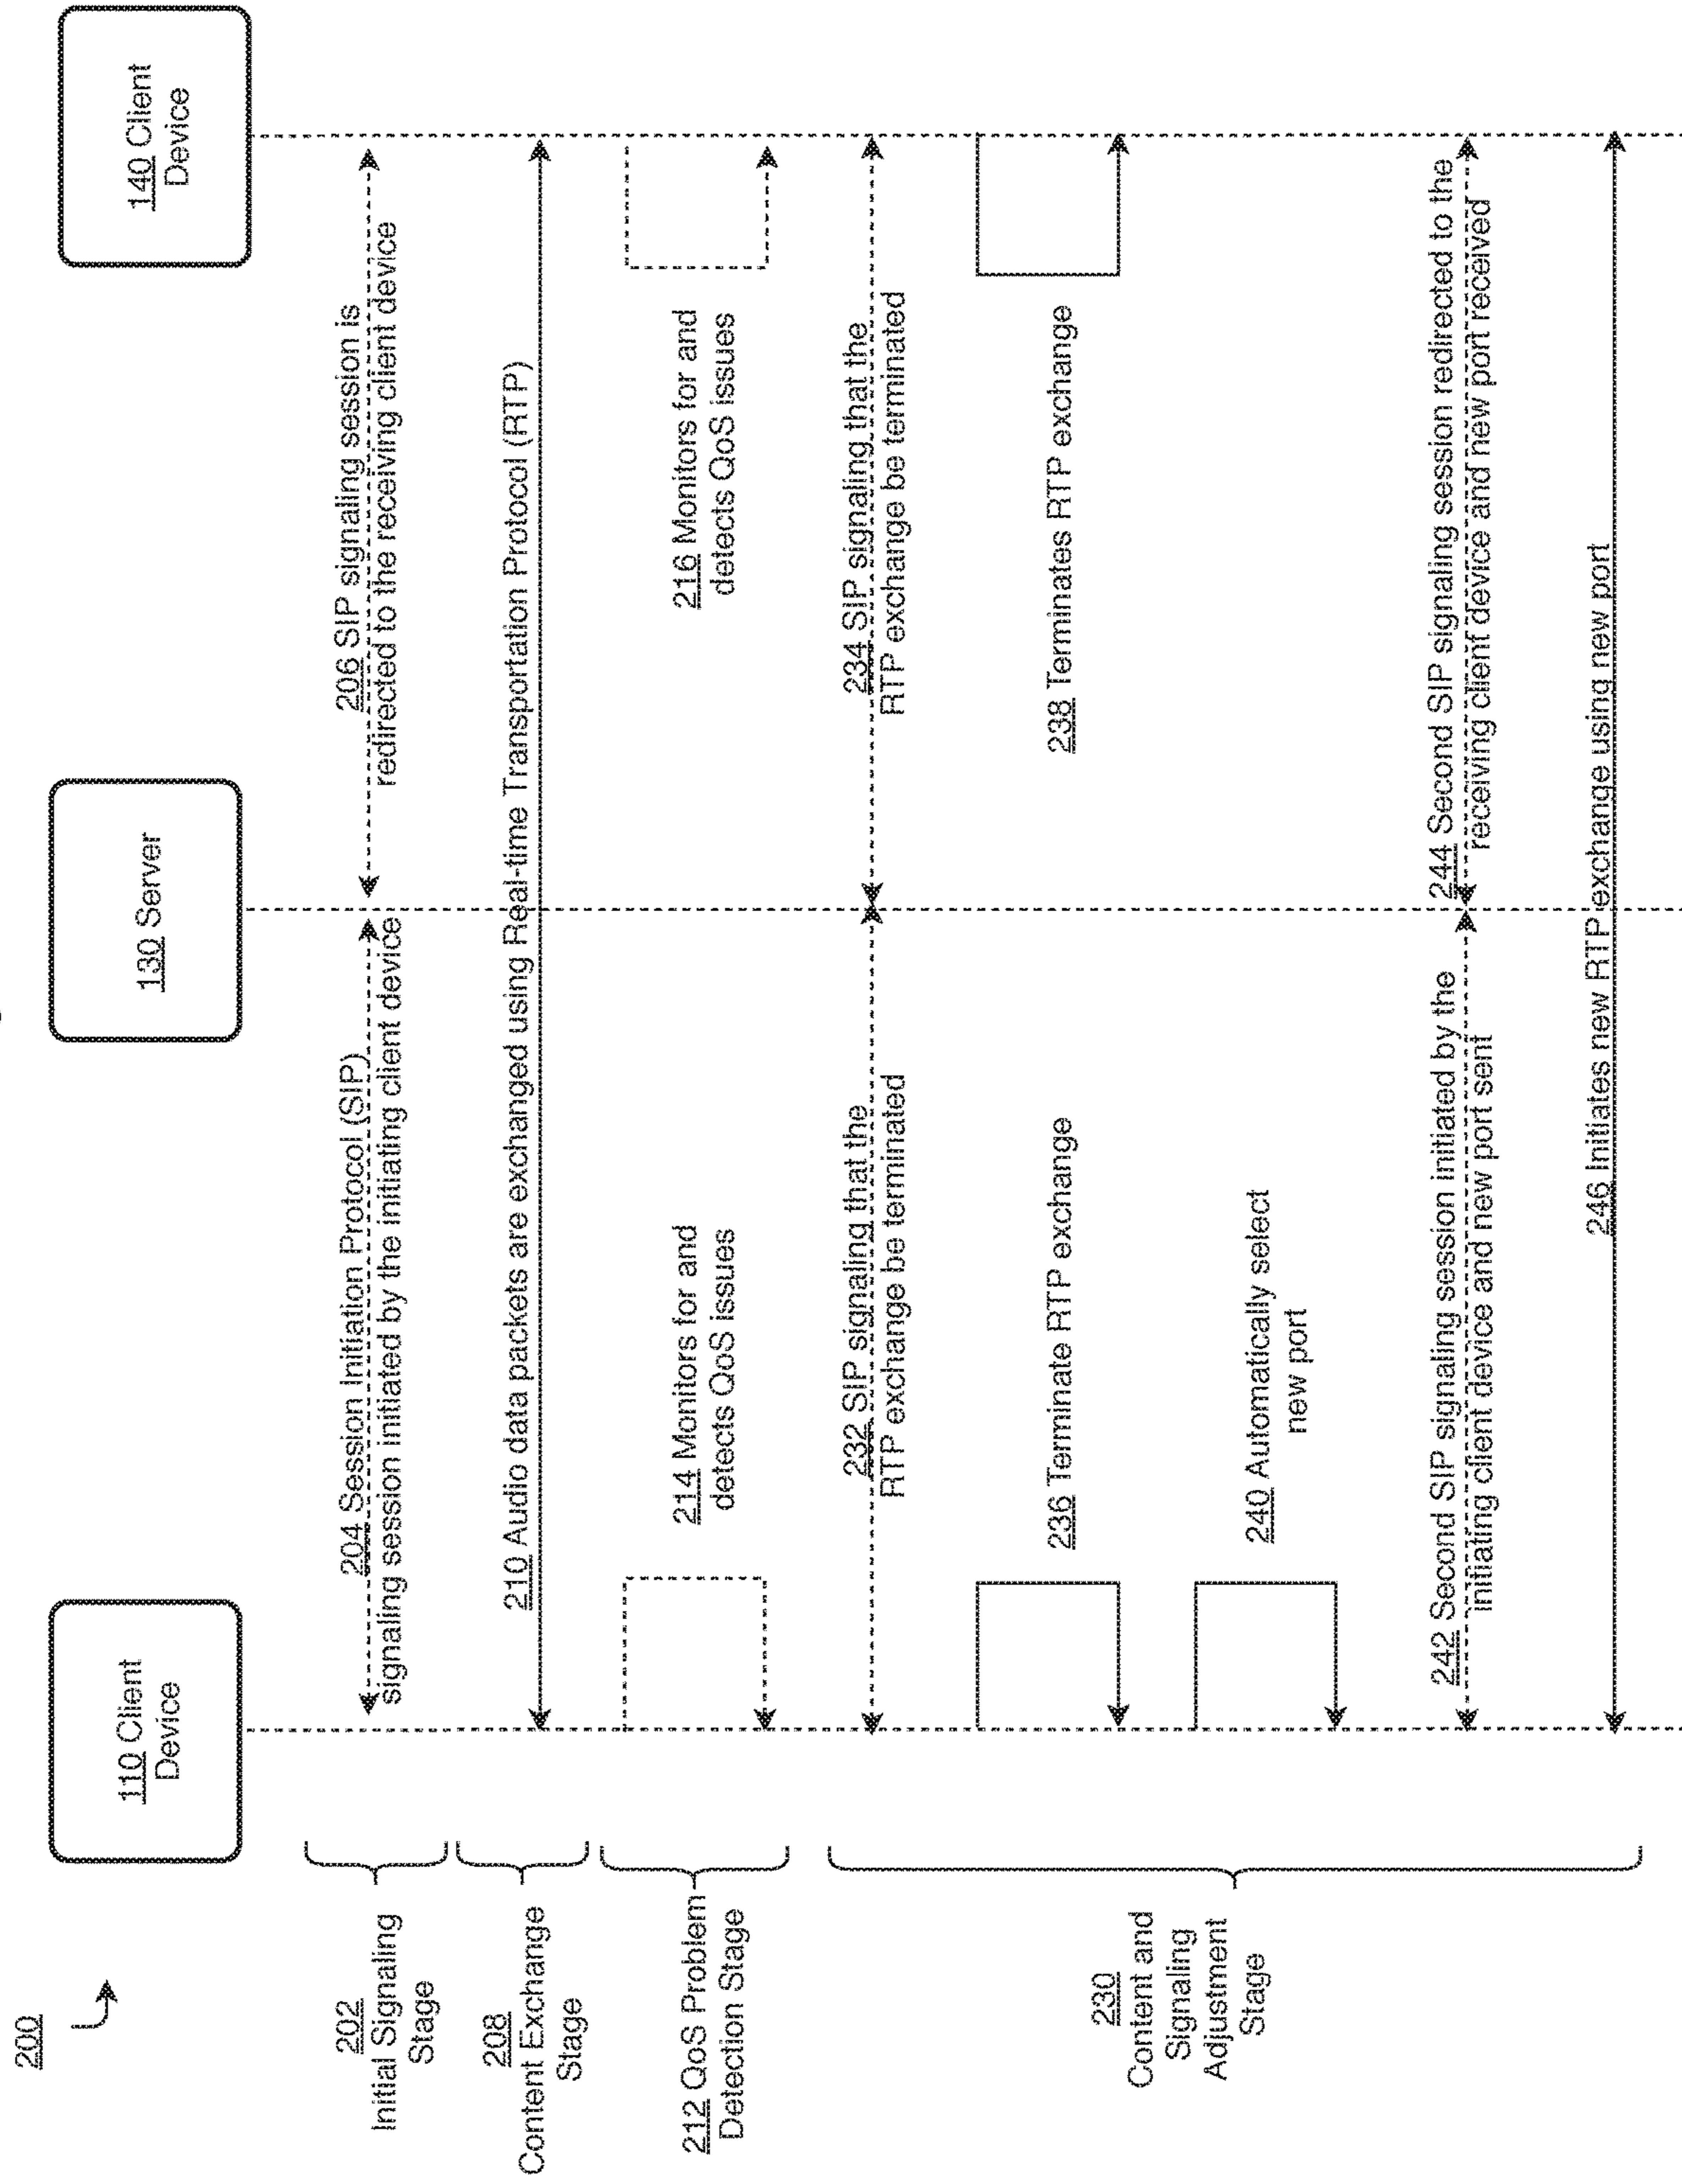 200
110 Client
Device
130 Server
140 Client
Device
202
Initial Signaling
Stage
204 Session Initiation Protocol (SIP)
signaling session initiated by the initiating client device
206 SIP signaling session is
redirected to the receiving client device
208
Content Exchange
Stage
210 Audio data packets are exchanged using Real-time Transportation Protocol (RTP)
212 QoS Problem
Detection Stage
214 Monitors for and
detects QoS issues
216 Monitors for and
detects QoS issues
230
Content and
Signaling
Adjustment
Stage
232 SIP signaling that the
RTP exchange be terminated
234 SIP signaling that the
RTP exchange be terminated
236 Terminate RTP exchange
238 Terminates RTP exchange
240 Automatically select
new port
242 Second SIP signaling session initiated by the
initiating client device and new port sent
244 Second SIP signaling session redirected to the
receiving client device and new port received
246 Initiates new RTP exchange using new port